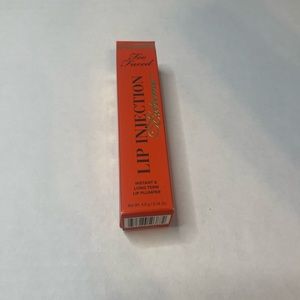 Too Faced
LIP INJECTION
Extreme
INSTANT &
LONG TERM
LIP PLUMPER